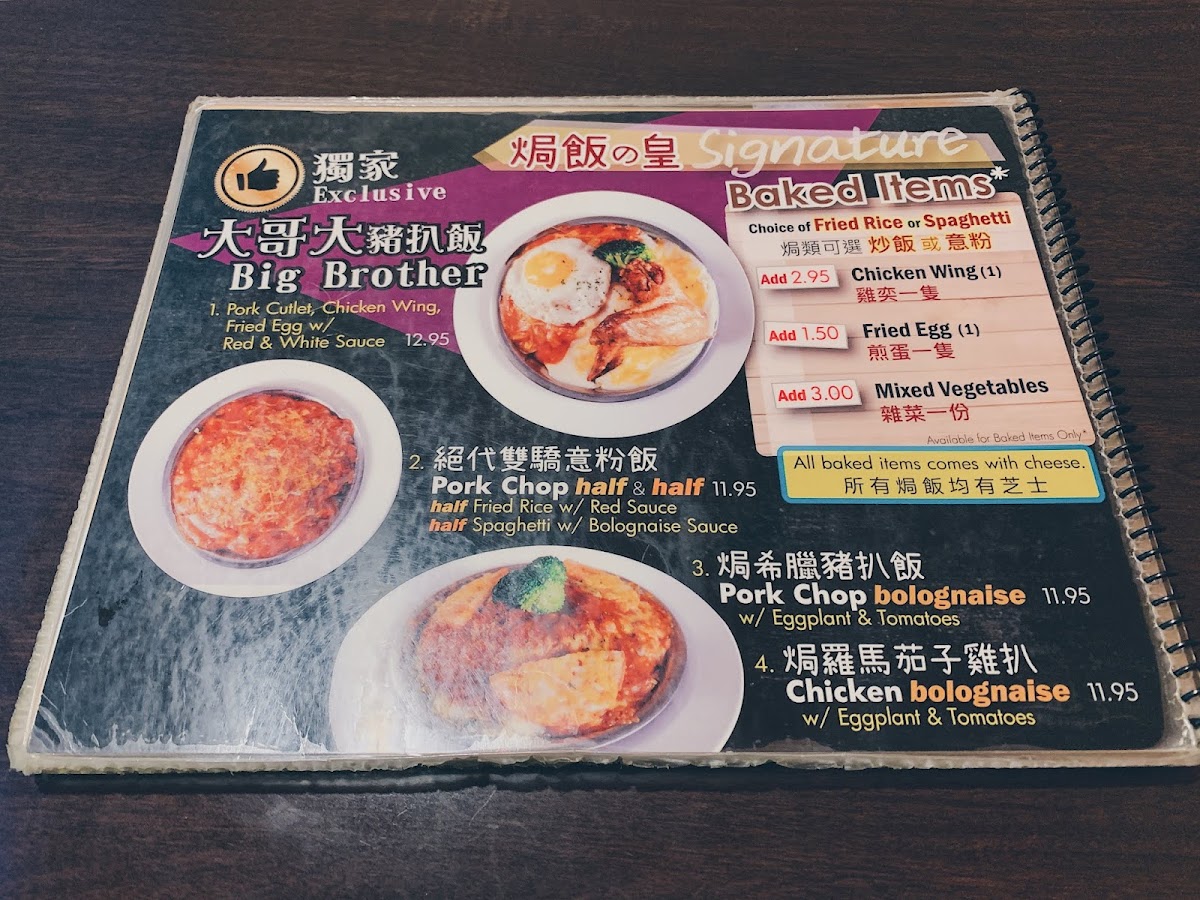 獨家
Exclusive
大哥大豬扒飯
Big Brother
1. Pork Cutlet, Chicken Wing,
Fried Egg w/
Red & White Sauce 12.95
焗飯の皇 Signature
Baked Items*
Choice of Fried Rice or Spaghetti
焗類可選 炒飯 或 意粉
Add 2.95 Chicken Wing (1)
雞奕一隻
Add 1.50 Fried Egg (1)
煎蛋一隻
Add 3.00 Mixed Vegetables
雜菜一份
Available for Baked Items Only*
All baked items comes with cheese.
所有焗飯均有芝士
2. 絕代雙驕意粉飯
Pork Chop half & half 11.95
half Fried Rice w/ Red Sauce
half Spaghetti w/ Bolognaise Sauce
3. 焗希臘豬扒飯
Pork Chop bolognaise 11.95
w/ Eggplant & Tomatoes
4. 焗羅馬茄子雞扒
Chicken bolognaise 11.95
w/ Eggplant & Tomatoes